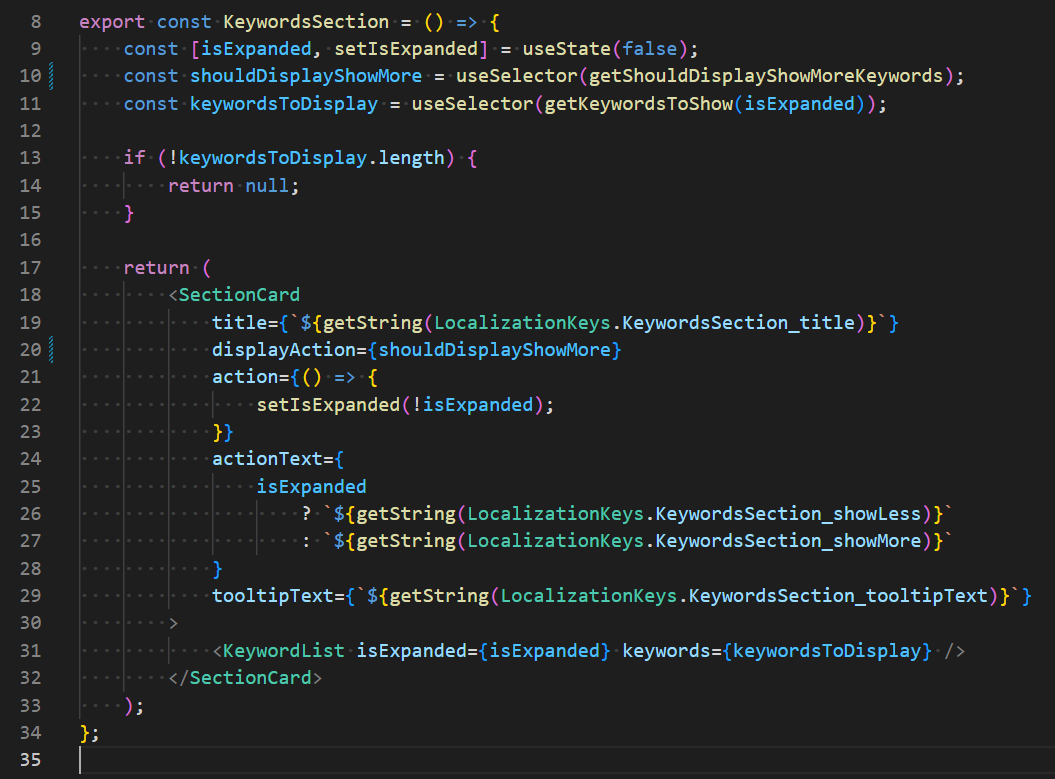 8 export const KeywordsSection = () => {
9     const [isExpanded, setIsExpanded] = useState(false);
10     const shouldDisplayShowMore = useSelector(getShouldDisplayShowMoreKeywords);
11     const keywordsToDisplay = useSelector(getKeywordsToShow(isExpanded));
12
13     if (!keywordsToDisplay.length) {
14         return null;
15     }
16
17     return (
18         <SectionCard
19             title={`${getString(LocalizationKeys.KeywordsSection_title)}`}
20             displayAction={shouldDisplayShowMore}
21             action={() => {
22                 setIsExpanded(!isExpanded);
23             }}
24             actionText={
25                 isExpanded
26                     ? `${getString(LocalizationKeys.KeywordsSection_showLess)}`
27                     : `${getString(LocalizationKeys.KeywordsSection_showMore)}`
28             }
29             tooltipText={`${getString(LocalizationKeys.KeywordsSection_tooltipText)}`}
30         >
31             <KeywordList isExpanded={isExpanded} keywords={keywordsToDisplay} />
32         </SectionCard>
33     );
34 };
35